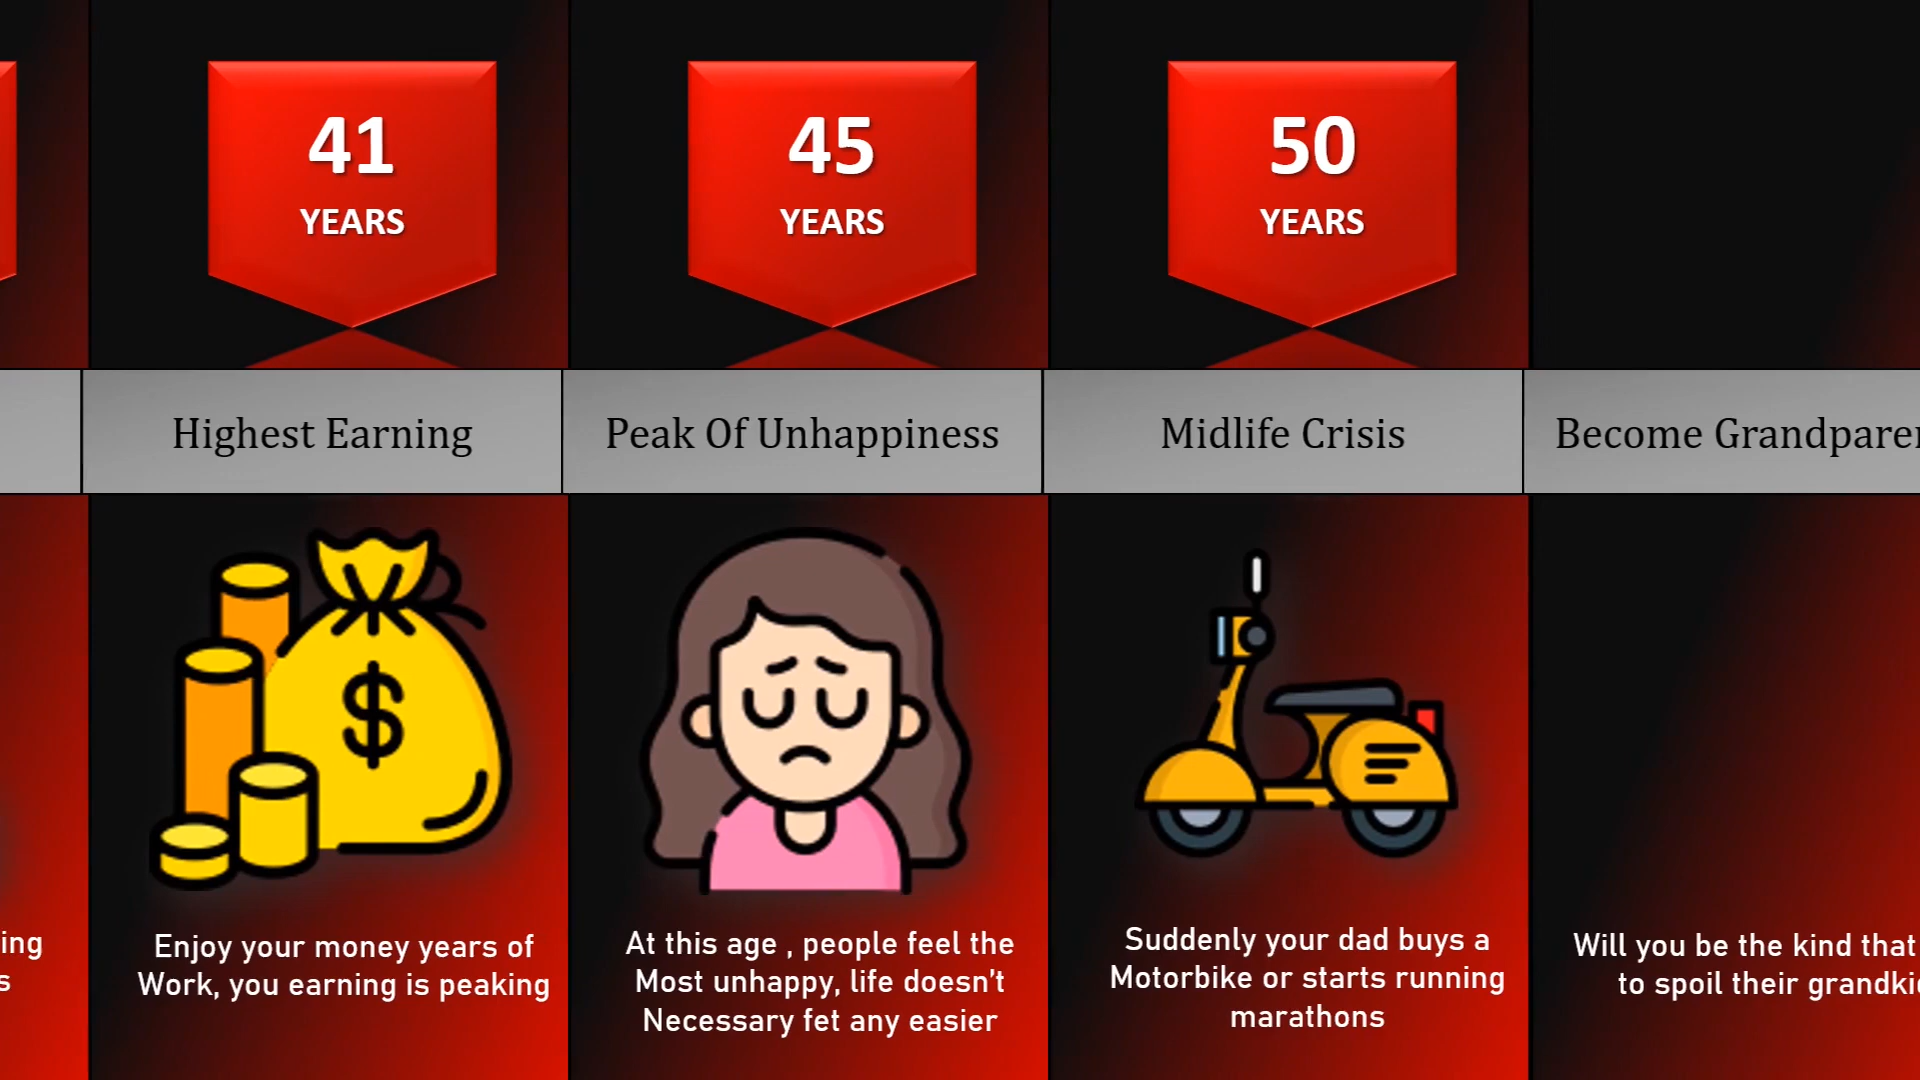 41
YEARS
45
YEARS
50
YEARS
Highest Earning
Peak Of Unhappiness
Midlife Crisis
Become
ing
s
Enjoy your money years of
Work, you earning is peaking
$
At this age , people feel the
Most unhappy, life doesn't
Necessary fet any easier
Suddenly your dad buys a
Motorbike or starts running
marathons
Will you be the kind that
to spoil their